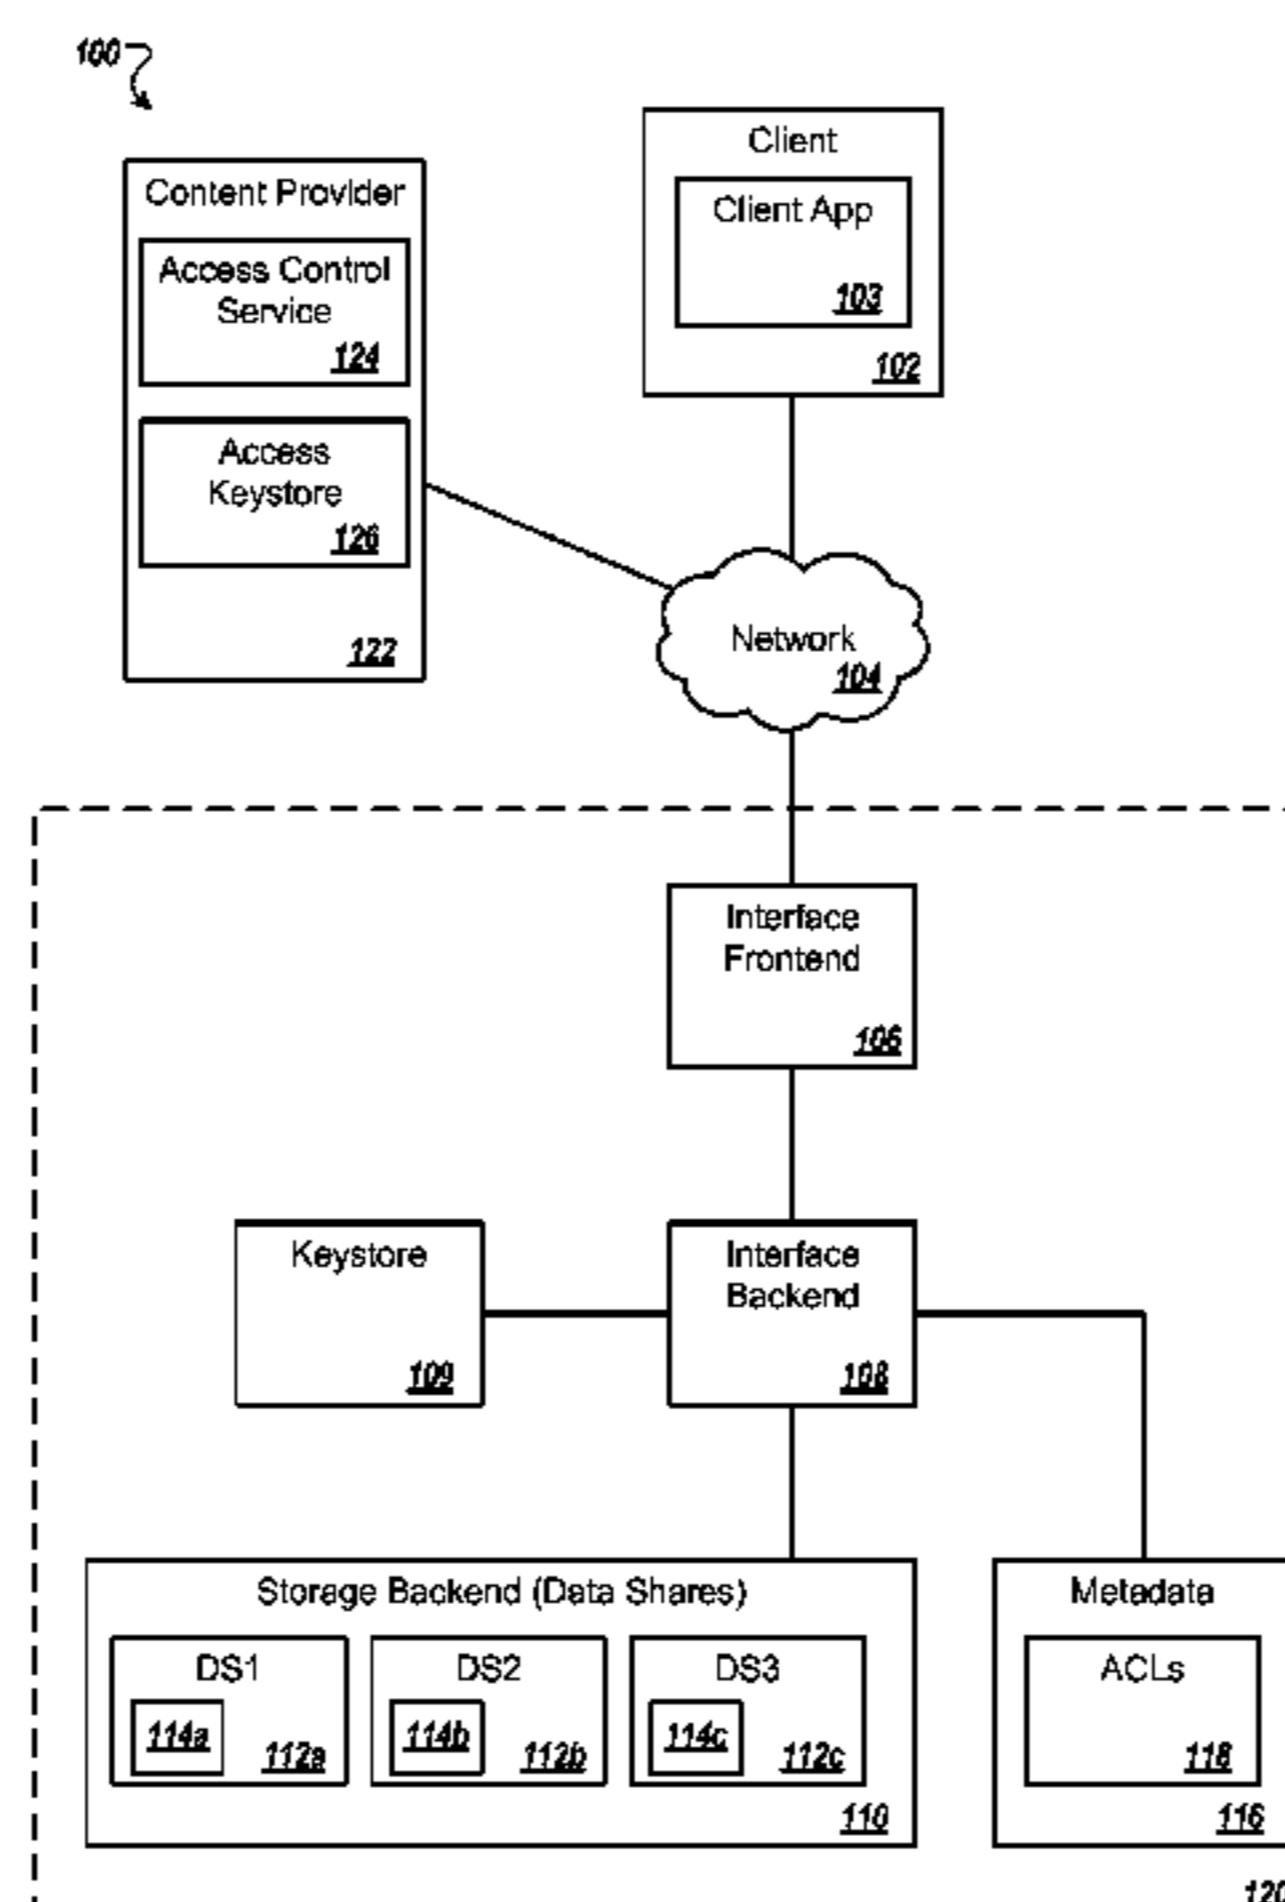 100
Client
Client App
103
102
Content Provider
Access Control
Service
124
Access
Keystore
126
122
Network
104
Interface
Frontend
106
Keystore
109
Interface
Backend
108
Storage Backend (Data Shares)
DS1
114a
112a
DS2
114b
112b
DS3
114c
112c
110
Metadata
ACLs
118
116
120